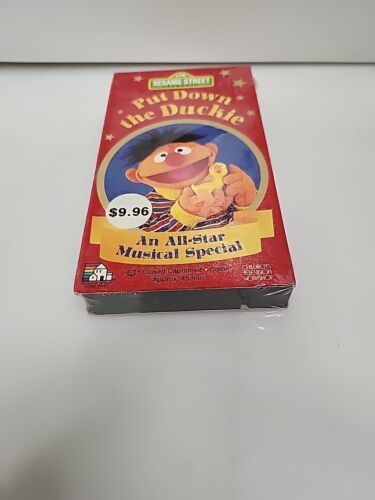 SESAME STREET
Put Down
the Duckie
$9.96
An All-Star
Musical Special
Closed Captioned • Color
Approx. 45 min.
CHILDREN'S
TELEVISION
WORKSHOP